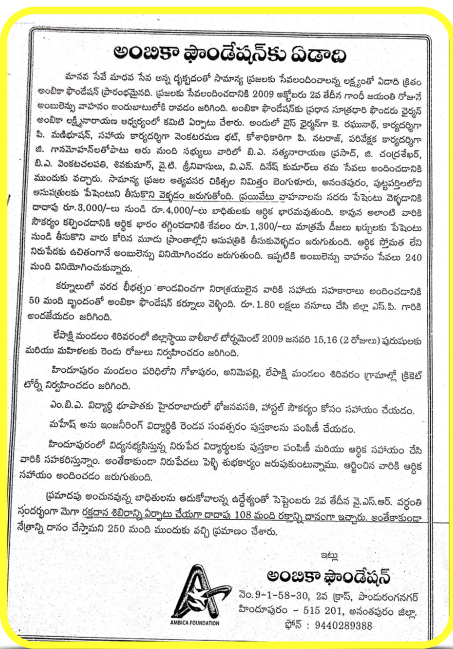 అంబికా ఫౌండేషన్‌కు ఏడాది
మానవ సేవే మాధవ సేవ అన్న దృక్పదంతో సామాన్య ప్రజలకు సేవలందించాలన్న లక్ష్యంతో ఏడాది క్రితం
అంబికా ఫౌండేషన్ ప్రారంభమైనది. ప్రజలకు సేవలందించడానికి 2009 అక్టోబరు 2వ తేదీన గాంధీ జయంతి రోజునే
అంబులెన్సు వాహనం అందుబాటులోకి రావడం జరిగింది. అంబికా ఫౌండేషన్‌కు ప్రధాన సూత్రధారి ఫౌండరు ఛైర్మన్
అంబికా లక్ష్మినారాయణ ఆధ్వర్యంలో కమిటీ ఏర్పాటు చేశారు. అందులో వైస్ ఛైర్మన్‌గా కె. రఘునాథ్, కార్యదర్శిగా
పి. మణిభూషన్, సహాయ కార్యదర్శిగా వెంకటరమణ భట్, కోశాధికారిగా పి. నటరాజ్, పరివేక్షక కార్యదర్శిగా
జి. గానమోహన్‌లతోపాటు ఆరు మంది సభ్యులు వారిలో బి.ఎ. సత్యనారాయణ ప్రసాద్, జి. చంద్రశేఖర్,
బి.ఎ. వెంకటచలపతి, శివకుమార్, వై.టి. శ్రీనివాసులు, వి.ఎన్. దినేష్ కుమార్‌లు తమ సేవలు అందించడానికి
ముందుకు వచ్చారు. సామాన్య ప్రజల అత్యవసర చికిత్సల నిమిత్తం బెంగుళూరు, అనంతపురం, పుట్టపర్తిలలోని
ఆసుపత్రులకు పేషెంటుని తీసుకొని వెళ్ళడం జరుగుతోంది. ప్రయివేటు వాహనాలను సదరు పేషెంటు వెళ్ళడానికి
దాదాపు రూ.3,000/-లు నుండి రూ.4,000/-లు బాధితులకు ఆర్థిక భారమవుతుంది. కావున అలాంటి వారికి
సౌకర్యం కల్పించడానికి ఆర్థిక భారం తగ్గించడానికి కేవలం రూ.1,300/-లు మాత్రమే డీజలు ఖర్చులకు పేషెంటు
నుండి తీసుకొని వారు కోరిన మూడు ప్రాంతాల్లోని ఆసుపత్రికి తీసుకువెళ్ళడం జరుగుతుంది. ఆర్థిక స్తోమత లేని
నిరుపేదకు ఉచితంగానే అంబులెన్సు వినియోగించడం జరుగుతుంది. ఇప్పటికి అంబులెన్సు వాహనం సేవలు 240
మంది వినియోగించుకున్నారు.
కర్నూలులో వరద బీభత్సం తాండవించగా నిరాశ్రయులైన వారికి సహాయ సహకారాలు అందించడానికి
50 మంది బృందంతో అంబికా ఫౌండేషన్ కర్నూలు వెళ్ళింది. రూ.1.80 లక్షలు వసూలు చేసి జిల్లా ఎస్.పి. గారికి
అందజేయడం జరిగింది.
లేపాక్షి మండలం శిరివరంలో జిల్లాస్థాయి వాలీబాల్ టోర్నమెంట్ 2009 జనవరి 15,16 (2 రోజులు) పురుషులకు
మరియు మహిళలకు రెండు రోజులు నిర్వహించడం జరిగింది.
హిందూపురం మండలం పరిధిలోని గోళాపురం, అనిమెపల్లి, లేపాక్షి మండలం శిరివరం గ్రామాల్లో క్రికెట్
టోర్నీ నిర్వహించడం జరిగింది.
ఎం.బి.ఎ. విద్యార్థి భూపాతకు హైదరాబాదులో భోజనవసతి, హాస్టల్ సౌకర్యం కోసం సహాయం చేయడం.
మహేష్ అను ఇంజనీరింగ్ విద్యార్థికి రెండవ సంవత్సరం పుస్తకాలను పంపిణీ చేయడం.
హిందూపురంలో విద్యనభ్యసిస్తున్న నిరుపేద విద్యార్థులకు పుస్తకాల పంపిణీ మరియు ఆర్థిక సహాయం చేసి
వారికి సహకరిస్తున్నాం. అంతేకాకుండా నిరుపేదలు పెళ్ళి శుభకార్యం జరుపుకుంటున్నాము. ఆర్జించిన వారికి ఆర్థిక
సహాయం అందించడం జరుగుతుంది.
ప్రమాదపు అంచునవున్న బాధితులను ఆదుకోవాలన్న ఉద్దేశ్యంతో సెప్టెంబరు 2వ తేదీన వై.ఎస్.ఆర్. వర్ధంతి
సందర్భంగా మెగా రక్తదాన శిబిరాన్ని ఏర్పాటు చేయగా దాదాపు 108 మంది రక్తాన్ని దానంగా ఇచ్చారు. అంతేకాకుండా
నేత్రాన్ని దానం చేస్తామని 250 మంది ముందుకు వచ్చి ప్రమాణం చేశారు.
ఇట్లు
అంబికా ఫౌండేషన్
నెం.9-1-58-30, 2వ క్రాస్, పాండురంగనగర్
హిందూపురం - 515 201, అనంతపురం జిల్లా.
ఫోన్ : 9440289388
AMBICA FOUNDATION